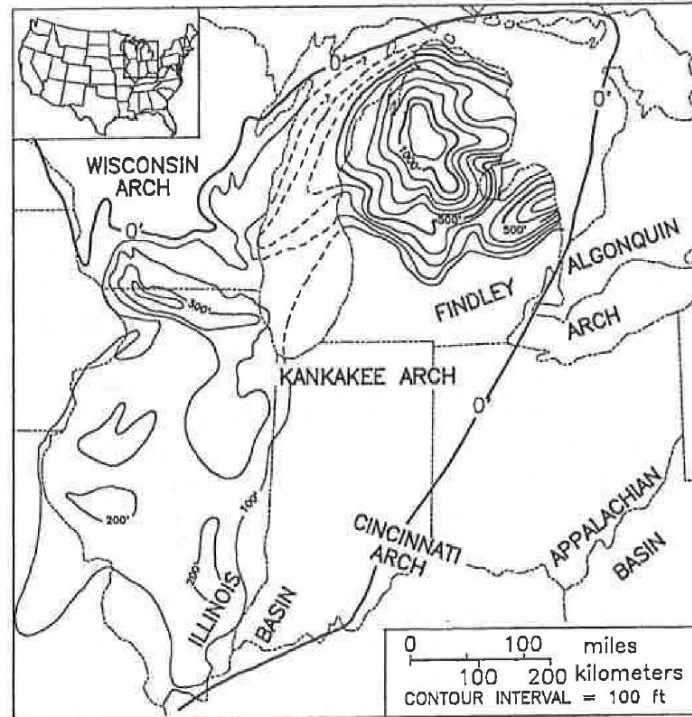 0'
0'
WISCONSIN
ARCH
1000'
0'
500'
500'
300'
FINDLEY
ALGONQUIN
ARCH
KANKAKEE ARCH
0'
100'
200'
200'
CINCINNATI
ARCH
APPALACHIAN
BASIN
ILLINOIS
BASIN
0 100 miles
100 200 kilometers
CONTOUR INTERVAL = 100 ft